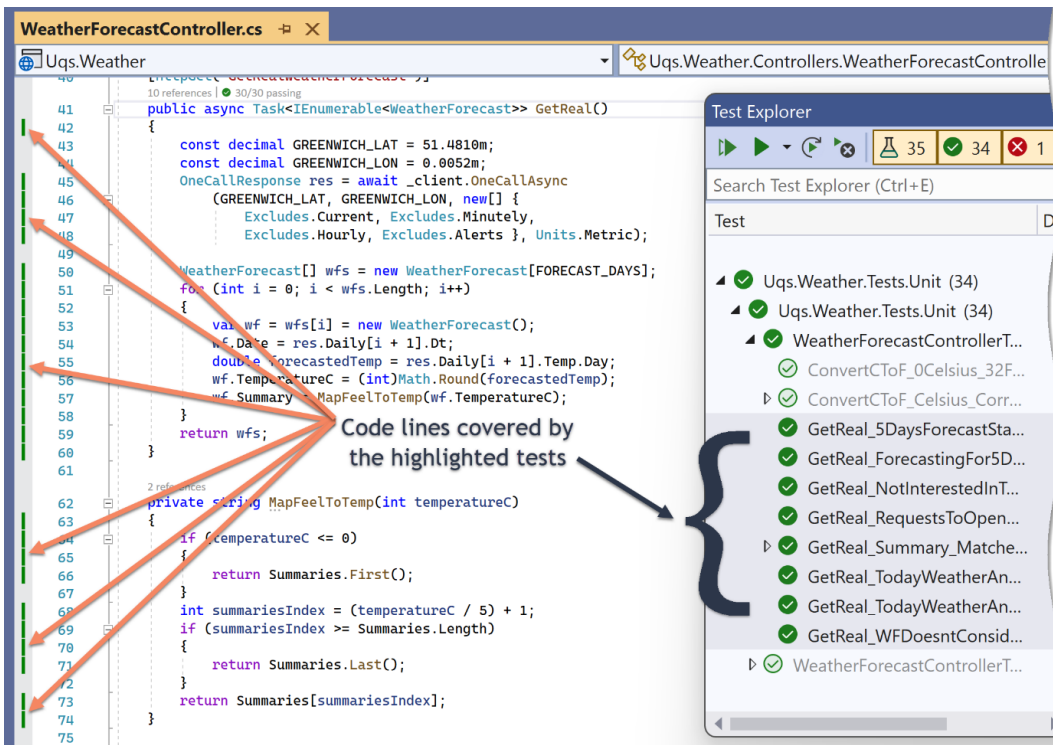 WeatherForecastController.cs
Uqs.Weather
Uqs.Weather.Controllers.WeatherForecastControlle
40 [HttpGet("GetRealWeatherForecast")]
10 references | 30/30 passing
41 public async Task<IEnumerable<WeatherForecast>> GetReal()
42 {
43 const decimal GREENWICH_LAT = 51.4810m;
44 const decimal GREENWICH_LON = 0.0052m;
45 OneCallResponse res = await _client.OneCallAsync
46 (GREENWICH_LAT, GREENWICH_LON, new[] {
47 Excludes.Current, Excludes.Minutely,
48 Excludes.Hourly, Excludes.Alerts }, Units.Metric);
49
50 WeatherForecast[] wfs = new WeatherForecast[FORECAST_DAYS];
51 for (int i = 0; i < wfs.Length; i++)
52 {
53 var wf = wfs[i] = new WeatherForecast();
54 wf.Date = res.Daily[i + 1].Dt;
55 double forecastedTemp = res.Daily[i + 1].Temp.Day;
56 wf.TemperatureC = (int)Math.Round(forecastedTemp);
57 wf.Summary = MapFeelToTemp(wf.TemperatureC);
58 }
59 return wfs;
60 }
61
2 references
62 private string MapFeelToTemp(int temperatureC)
63 {
64 if (temperatureC <= 0)
65 {
66 return Summaries.First();
67 }
68 int summariesIndex = (temperatureC / 5) + 1;
69 if (summariesIndex >= Summaries.Length)
70 {
71 return Summaries.Last();
72 }
73 return Summaries[summariesIndex];
74 }
75
Code lines covered by
the highlighted tests
Test Explorer
35 34 1
Search Test Explorer (Ctrl+E)
Test D
Uqs.Weather.Tests.Unit (34)
Uqs.Weather.Tests.Unit (34)
WeatherForecastControllerT...
ConvertCToF_0Celsius_32F...
ConvertCToF_Celsius_Corr...
GetReal_5DaysForecastSta...
GetReal_ForecastingFor5D...
GetReal_NotInterestedInT...
GetReal_RequestsToOpen...
GetReal_Summary_Matche...
GetReal_TodayWeatherAn...
GetReal_TodayWeatherAn...
GetReal_WFDoesntConsid...
WeatherForecastControllerT...